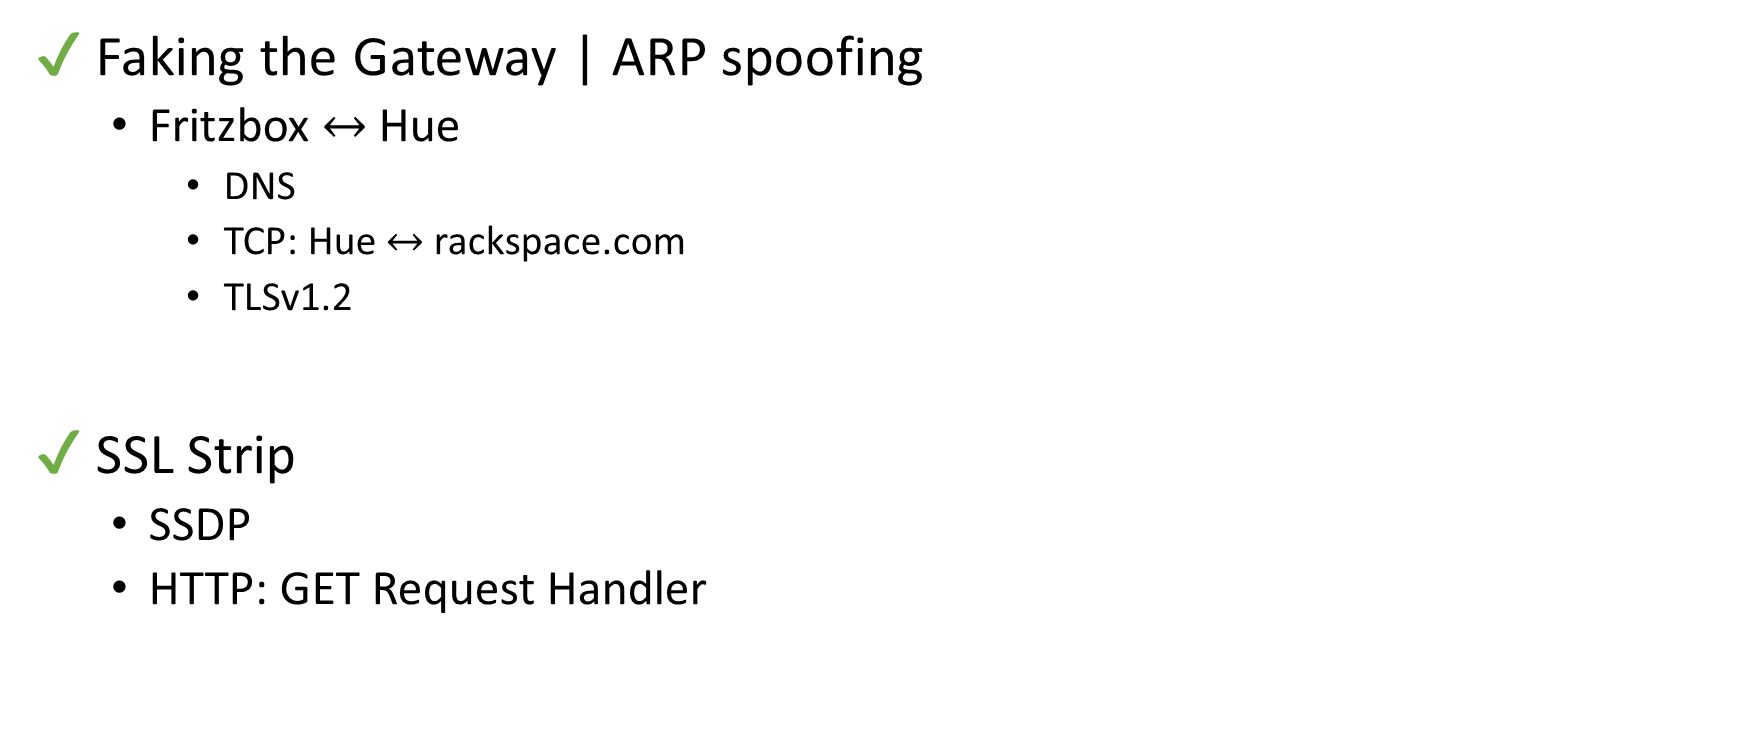 ✓ Faking the Gateway | ARP spoofing
• Fritzbox ↔ Hue
• DNS
• TCP: Hue ↔ rackspace.com
• TLSv1.2
✓ SSL Strip
• SSDP
• HTTP: GET Request Handler